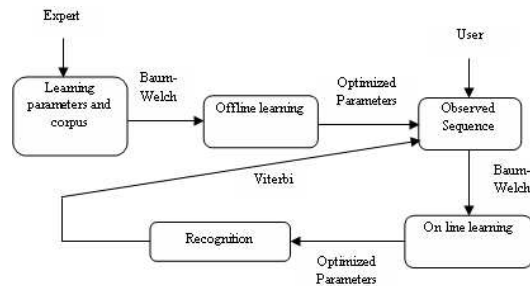 Expert
User
Baum-
Welch
Optimized
Parameters
Learning
parameters and
corpus
Offline learning
Observed
Sequence
Viterbi
Baum-
Welch
Recognition
On line learning
Optimized
Parameters